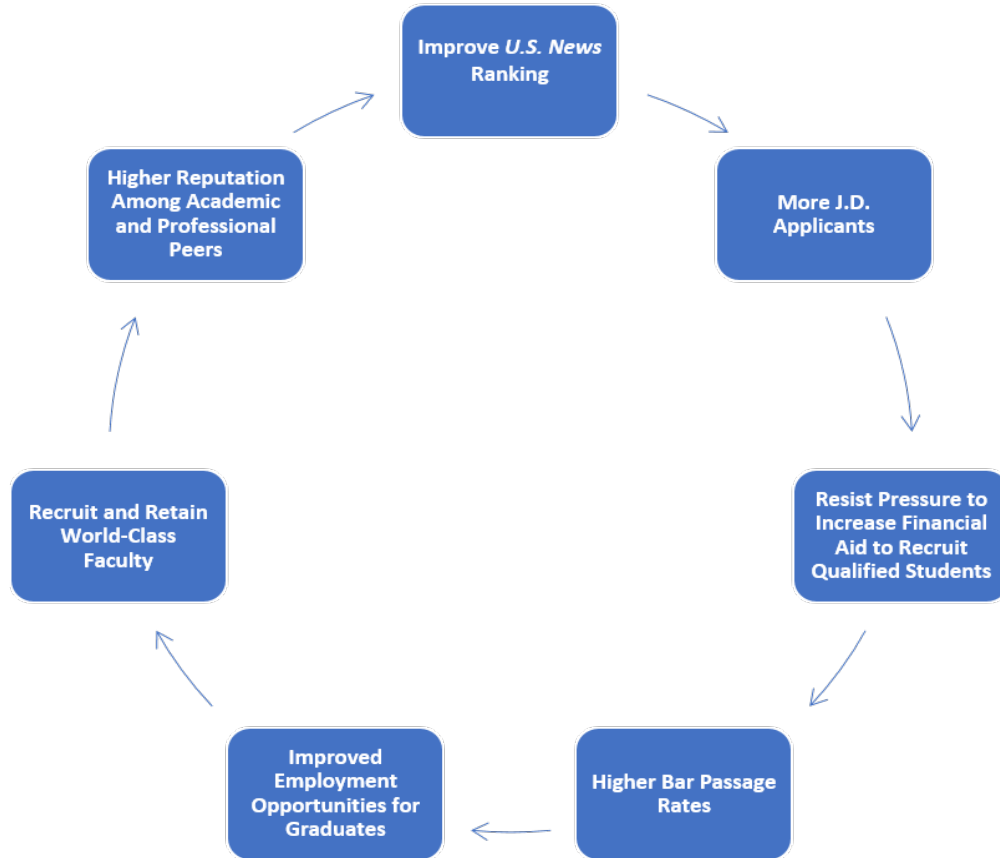 Improve U.S. News
Ranking
More J.D.
Applicants
Resist Pressure to
Increase Financial
Aid to Recruit
Qualified Students
Higher Bar Passage
Rates
Improved
Employment
Opportunities for
Graduates
Recruit and Retain
World-Class
Faculty
Higher Reputation
Among Academic
and Professional
Peers